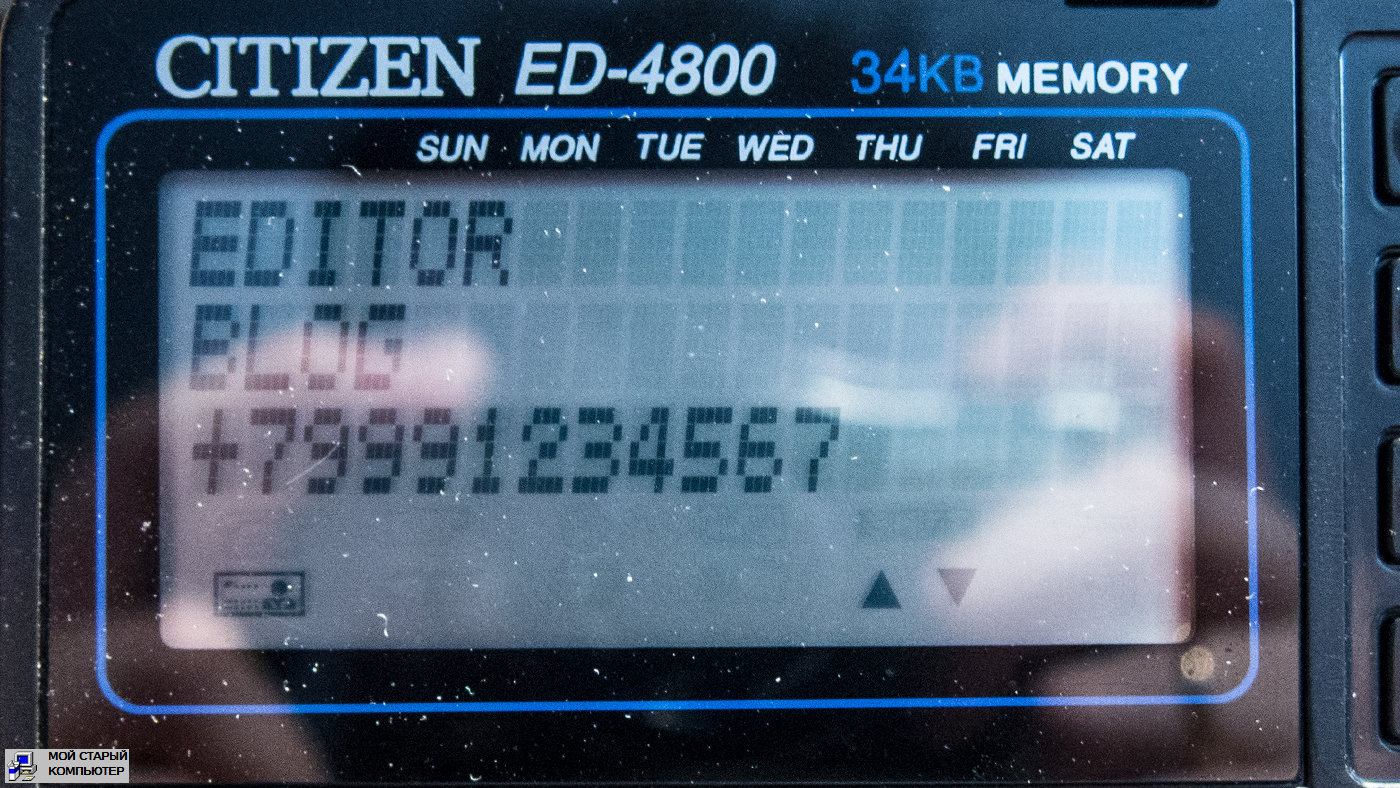 CITIZEN ED-4800 34KB MEMORY
SUN MON TUE WED THU FRI SAT
EDITOR
BLOG
+79991234567
МОЙ СТАРЫЙ
КОМПЬЮТЕР